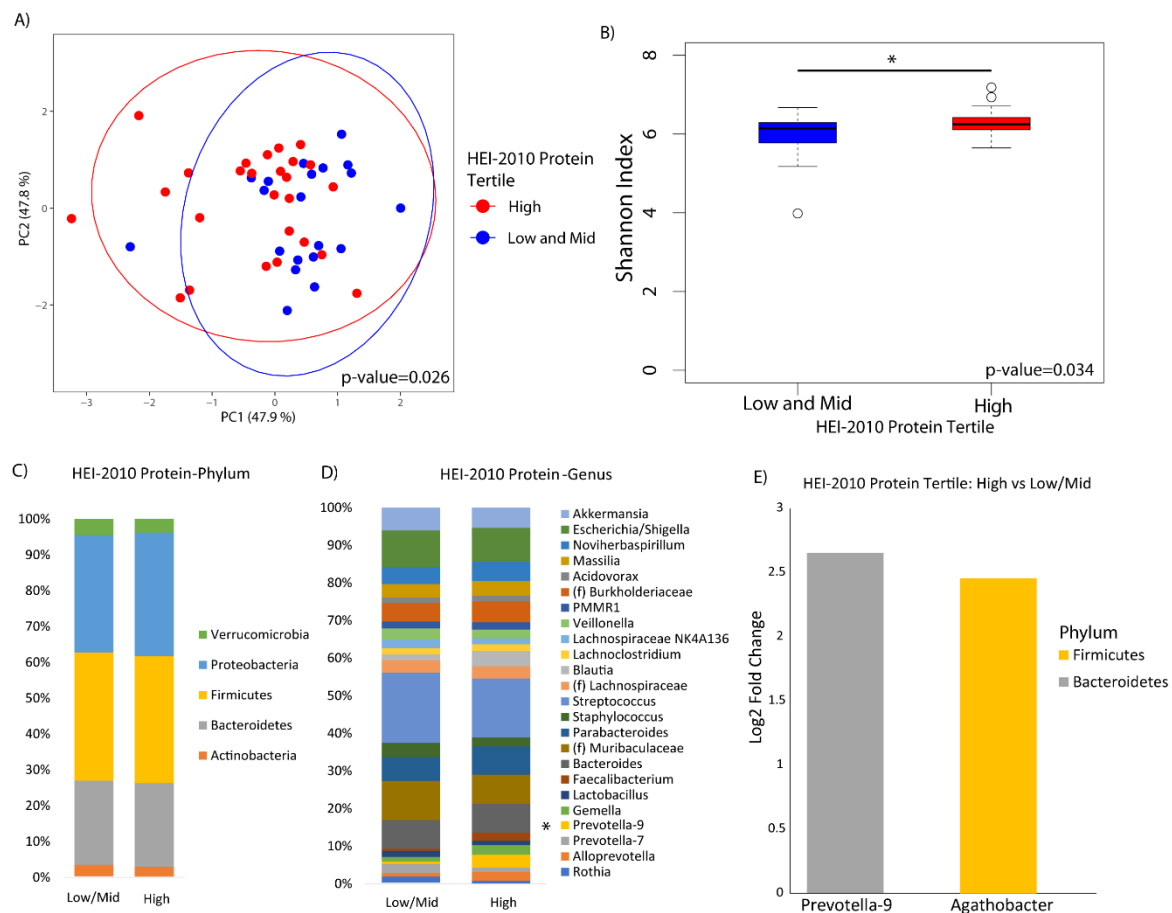 A)
2
0
−2
−3
−2
−1
0
1
2
PC2 (47.8 %)
PC1 (47.9 %)
p-value=0.026
HEI-2010 Protein
Tertile
High
Low and Mid
B)
8
6
4
2
0
Shannon Index
*
p-value=0.034
Low and Mid
High
HEI-2010 Protein Tertile
C)
HEI-2010 Protein-Phylum
100%
90%
80%
70%
60%
50%
40%
30%
20%
10%
0%
Low/Mid
High
Verrucomicrobia
Proteobacteria
Firmicutes
Bacteroidetes
Actinobacteria
D)
HEI-2010 Protein-Genus
100%
90%
80%
70%
60%
50%
40%
30%
20%
10%
0%
Low/Mid
High
Akkermansia
Escherichia/Shigella
Noviherbaspirillum
Massilia
Acidovorax
(f) Burkholderiaceae
PMMR1
Veillonella
Lachnospiraceae NK4A136
Lachnoclostridium
Blautia
(f) Lachnospiraceae
Streptococcus
Staphylococcus
Parabacteroides
(f) Muribaculaceae
Bacteroides
Faecalibacterium
Lactobacillus
Gemella
* Prevotella-9
Prevotella-7
Alloprevotella
Rothia
E)
HEI-2010 Protein Tertile: High vs Low/Mid
3
2.5
2
1.5
1
0.5
0
Log2 Fold Change
Prevotella-9
Agathobacter
Phylum
Firmicutes
Bacteroidetes